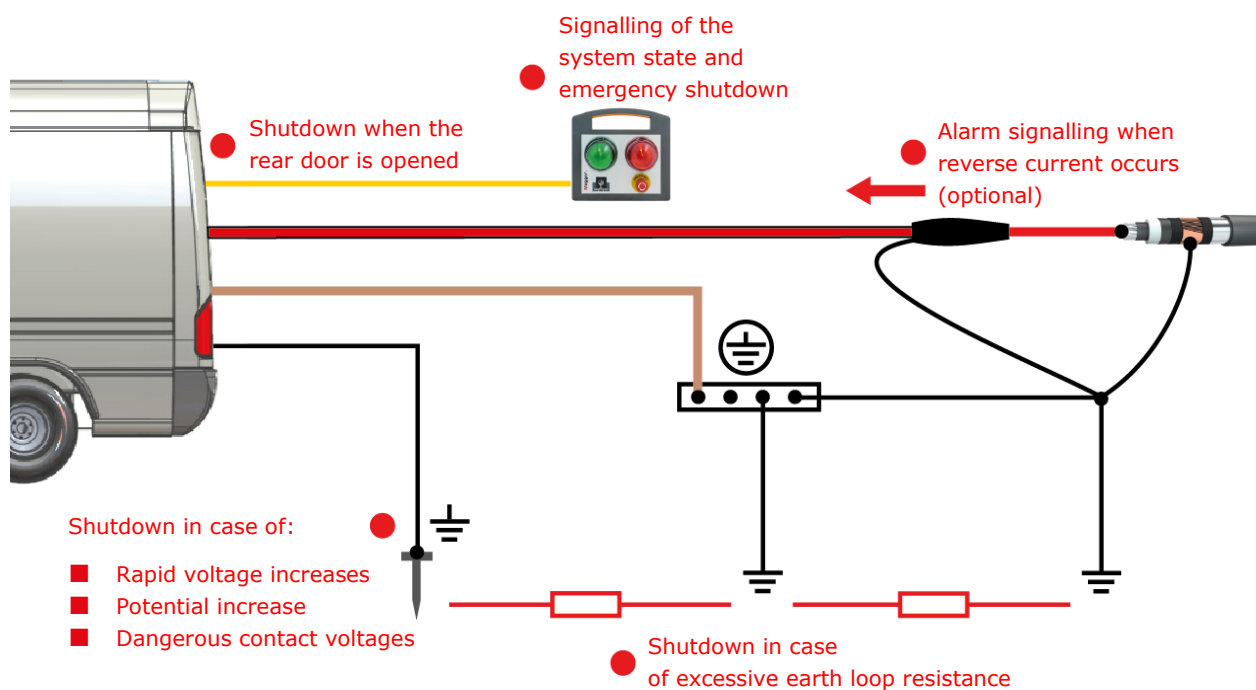 Signalling of the
system state and
emergency shutdown
Shutdown when the
rear door is opened
Alarm signalling when
reverse current occurs
(optional)
Shutdown in case of:
Rapid voltage increases
Potential increase
Dangerous contact voltages
Shutdown in case
of excessive earth loop resistance